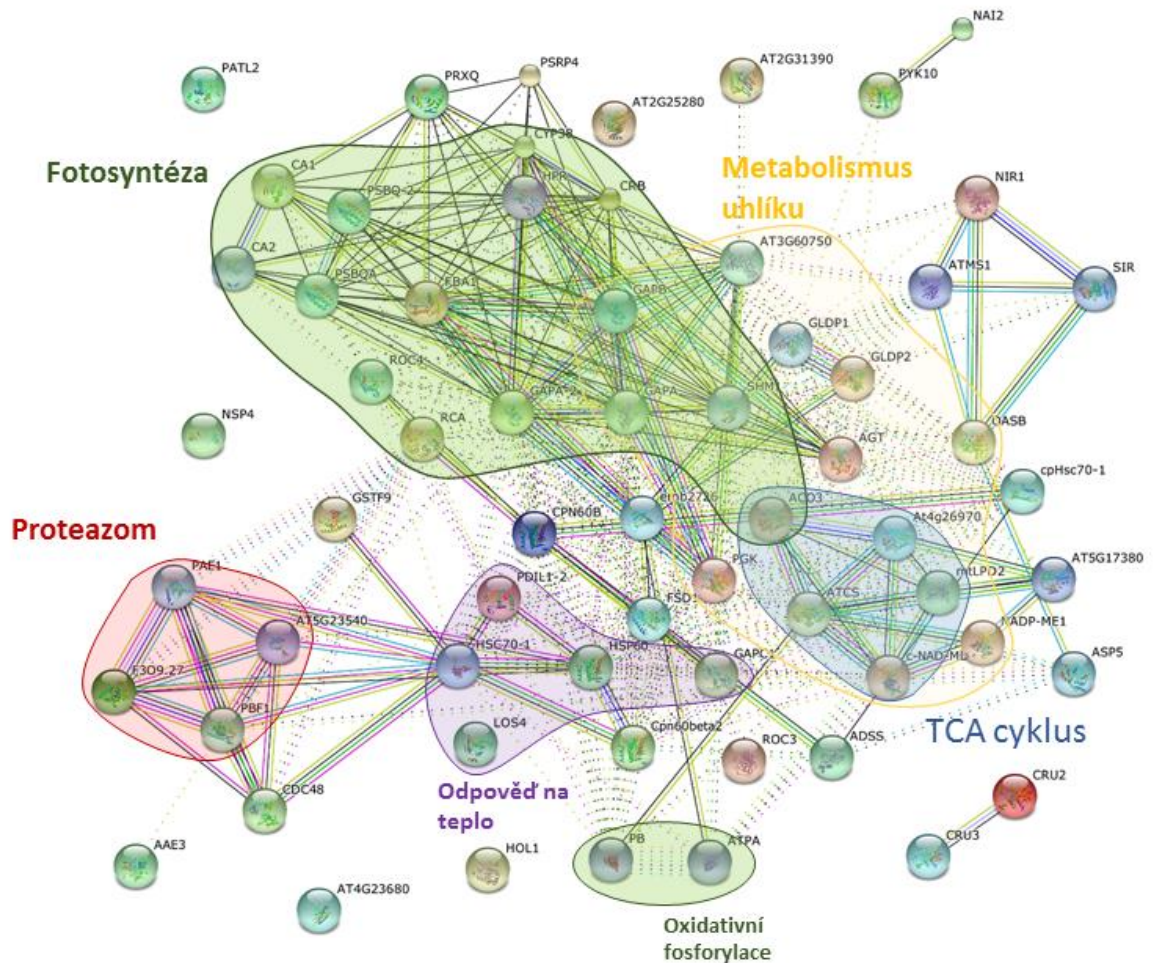 NAI2
PSRP4
AT2G31390
PATL2
PRXQ
PYK10
AT2G25280
CYP38
Fotosyntéza
CA1
HPR
Metabolismus
uhlíku
NIR1
PSBQ-2
CRB
CA2
AT3G60750
ATMS1
SIR
PSBQA
FBA1
GAPB
GLDP1
GLDP2
ROC4
GAPA-2
GAPA
SHM1
NSP4
RCA
AGT
OASB
cpHsc70-1
GSTF9
CPN60B
emb2726
ACO3
At4g26970
Proteazom
PAE1
PDIL1-2
PGK
mtLPD2
AT5G17380
AT5G23540
FSD1
ATCS
NADP-ME1
HSC70-1
HSP60
GAPC1
c-NAD-MDH
ASP5
F3O9.27
PBF1
LOS4
Cpn60beta2
ROC3
ADSS
TCA cyklus
CDC48
Odpověď na
teplo
CRU2
AAE3
HOL1
PB
ATPA
CRU3
AT4G23680
Oxidativní
fosforylace